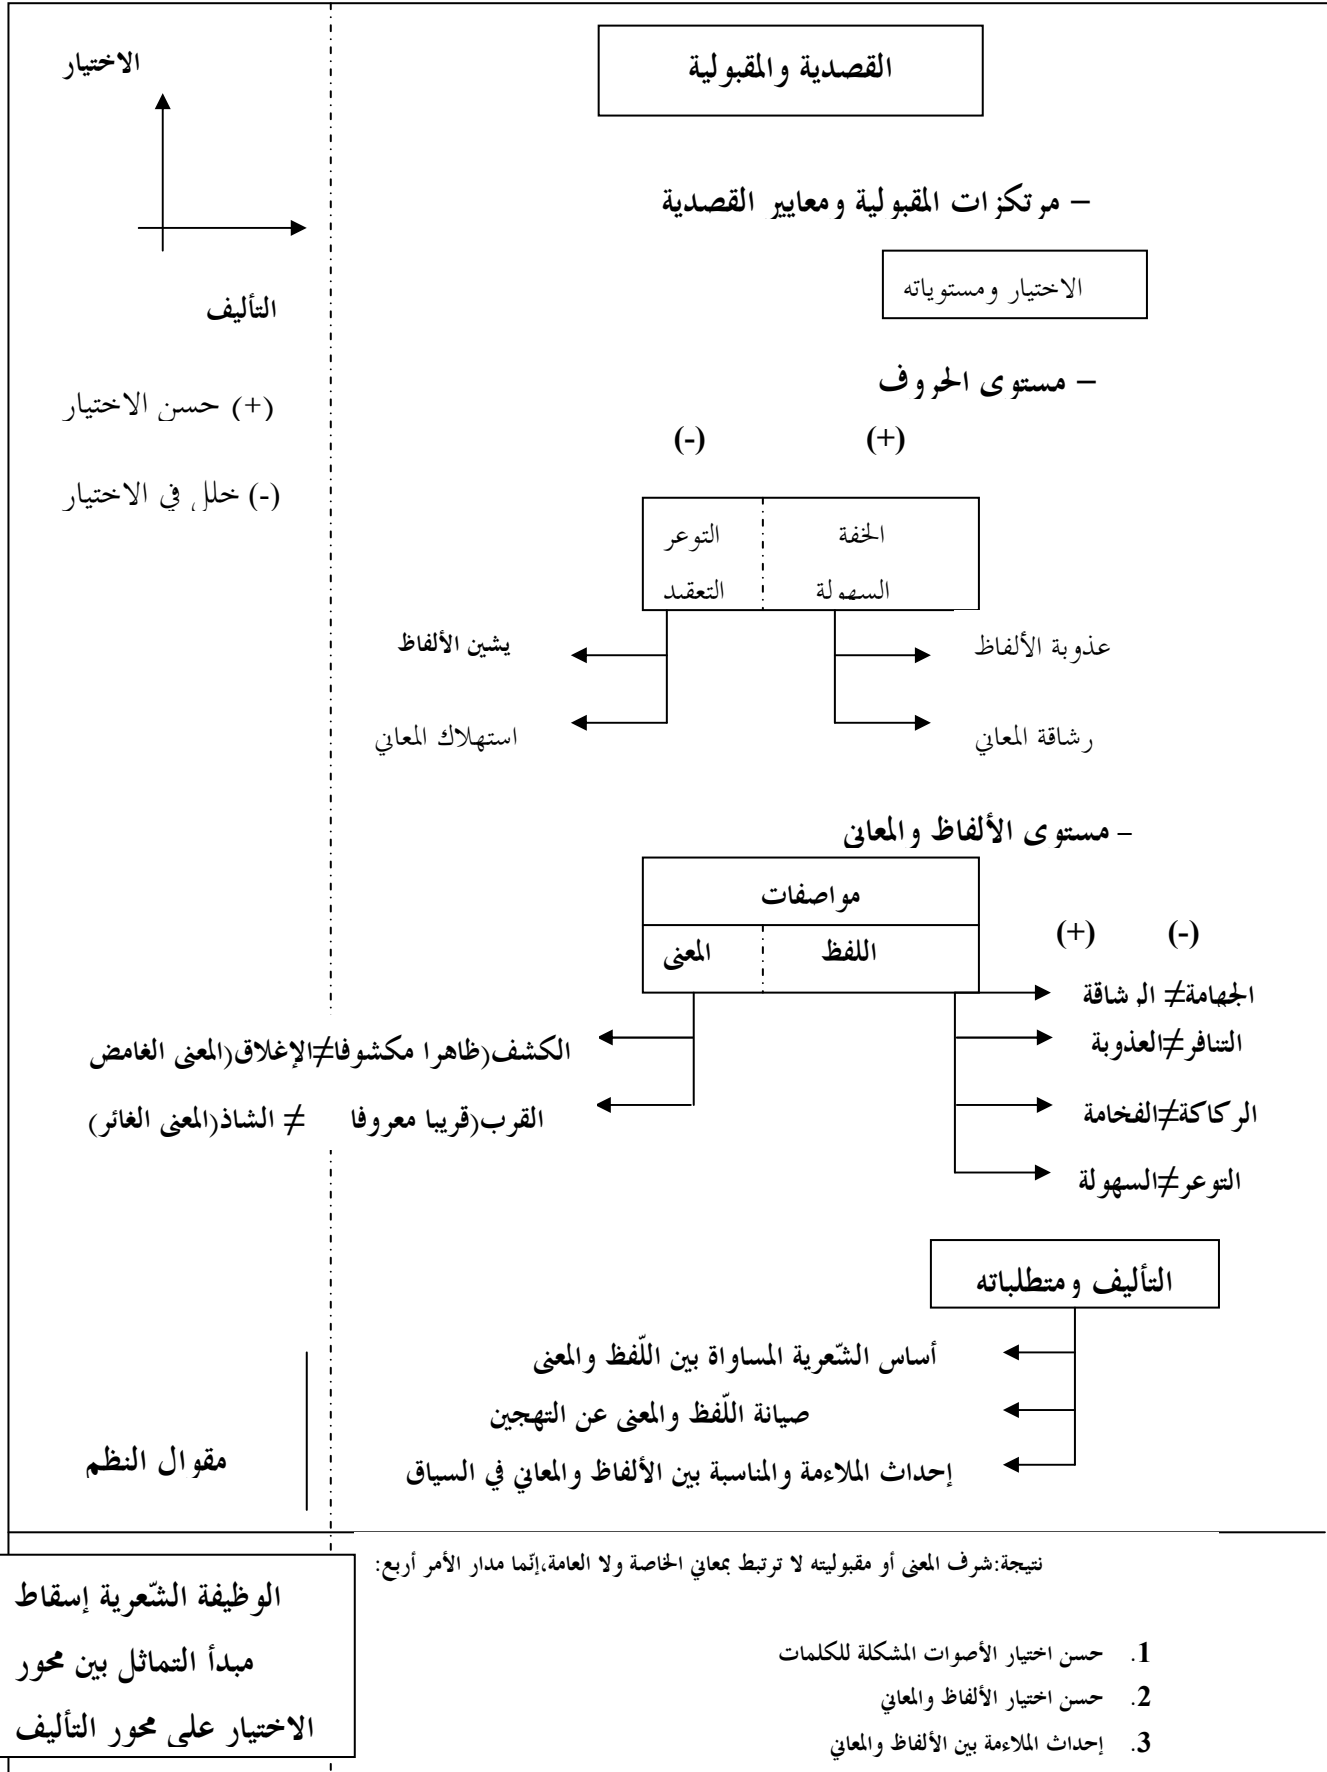 القصدية والمقبولية
– مرتكزات المقبولية ومعايير القصدية
الاختيار ومستوياته
– مستوى الحروف
(+) (-)
الخفة التوعر
السهولة التعقيد
عذوبة الألفاظ يشين الألفاظ
رشاقة المعاني استهلاك المعاني
– مستوى الألفاظ والمعاني
مواصفات
اللفظ المعنى
(-) (+)
الجهامة≠ الرشاقة
التنافر≠العذوبة
الركاكة≠الفخامة
التوعر≠السهولة
الكشف(ظاهرا مكشوفا≠الإغلاق(المعنى الغامض
القرب(قريبا معروفا ≠ الشاذ(المعنى الغائر)
التأليف ومتطلباته
أساس الشّعرية المساواة بين اللّفظ والمعنى
صيانة اللّفظ والمعنى عن التهجين
إحداث الملاءمة والمناسبة بين الألفاظ والمعاني في السياق
الاختيار
التأليف
(+) حسن الاختيار
(-) خلل في الاختيار
مقوال النظم
نتيجة:شرف المعنى أو مقبوليته لا ترتبط بمعاني الخاصة ولا العامة،إنّما مدار الأمر أربع:
1. حسن اختيار الأصوات المشكلة للكلمات
2. حسن اختيار الألفاظ والمعاني
3. إحداث الملاءمة بين الألفاظ والمعاني
الوظيفة الشّعرية إسقاط
مبدأ التماثل بين محور
الاختيار على محور التأليف